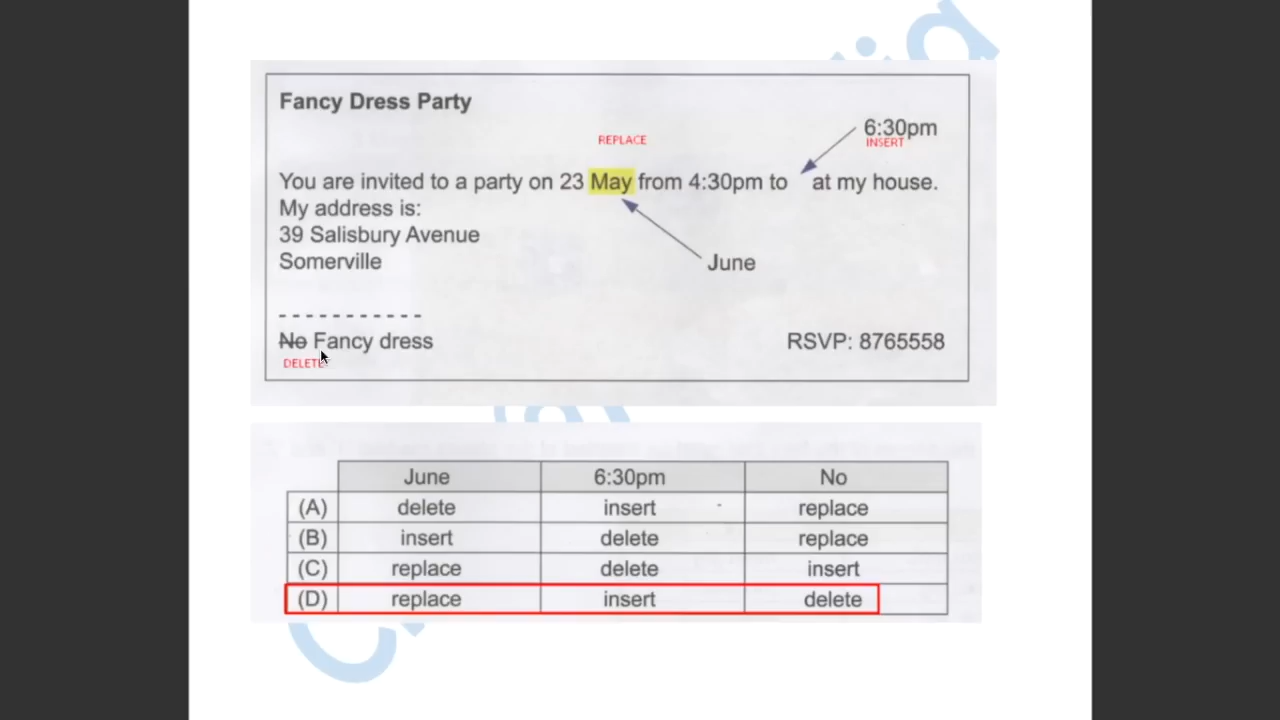 Fancy Dress Party
6:30pm
REPLACE
INSERT
You are invited to a party on 23 May from 4:30pm to at my house.
My address is:
39 Salisbury Avenue
Somerville
June
- - - - - - - - - - -
No Fancy dress
RSVP: 8765558
DELETE
June 6:30pm No
(A) delete insert replace
(B) insert delete replace
(C) replace delete insert
(D) replace insert delete